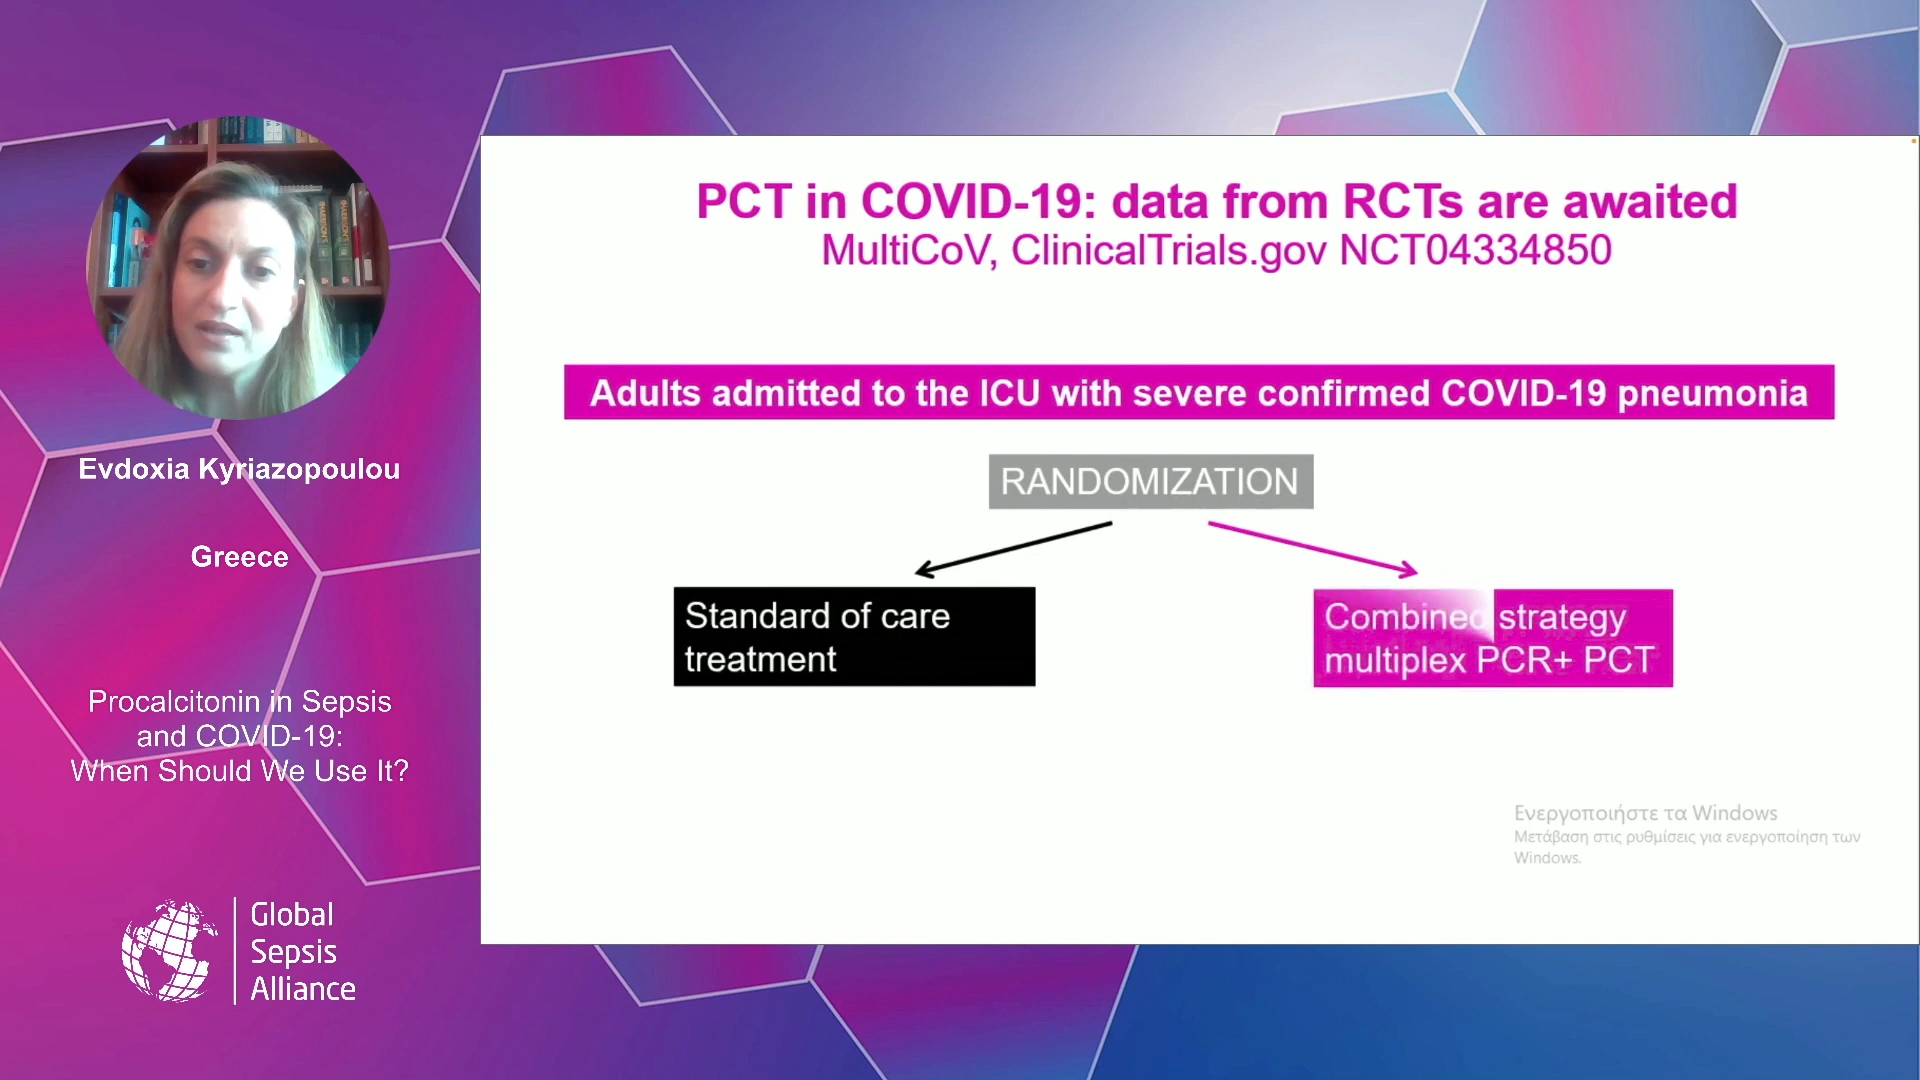 Evdoxia Kyriazopoulou
Greece
Procalcitonin in Sepsis
and COVID-19:
When Should We Use It?
Global
Sepsis
Alliance
PCT in COVID-19: data from RCTs are awaited
MultiCoV, ClinicalTrials.gov NCT04334850
Adults admitted to the ICU with severe confirmed COVID-19 pneumonia
RANDOMIZATION
Standard of care
treatment
Combined strategy
multiplex PCR+ PCT
Ενεργοποιήστε τα Windows
Μετάβαση στις ρυθμίσεις για ενεργοποίηση των
Windows.